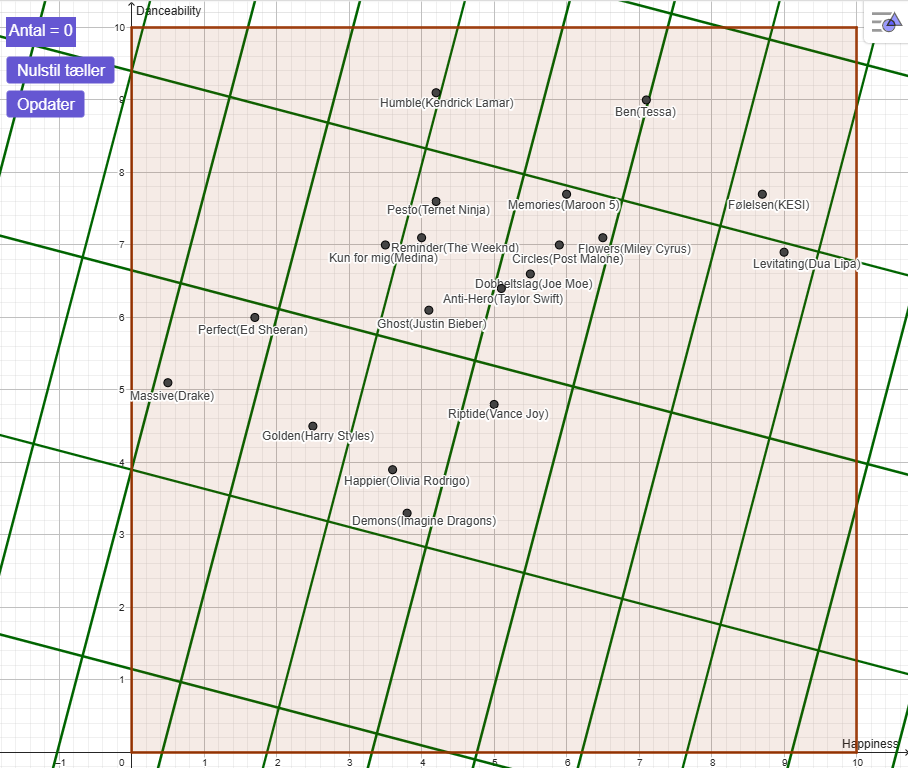 Danceability
10
Antal = 0
Nulstil tæller
9
Opdater
Humble(Kendrick Lamar)
Ben(Tessa)
8
Pesto(Ternet Ninja)
Memories(Maroon 5)
Følelsen(KESI)
7
Reminder(The Weeknd)
Flowers(Miley Cyrus)
Kun for mig(Medina)
Circles(Post Malone)
Levitating(Dua Lipa)
Dobbeltslag(Joe Moe)
Anti-Hero(Taylor Swift)
6
Ghost(Justin Bieber)
Perfect(Ed Sheeran)
5
Massive(Drake)
Riptide(Vance Joy)
Golden(Harry Styles)
4
Happier(Olivia Rodrigo)
Demons(Imagine Dragons)
3
2
1
Happiness
−1 0 1 2 3 4 5 6 7 8 9 10